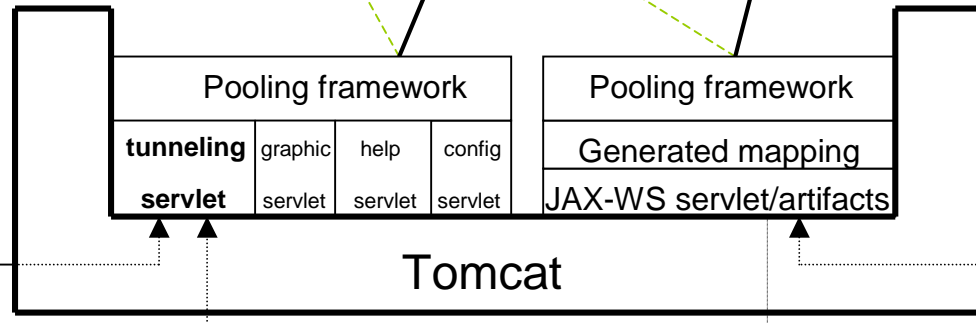 Pooling framework Pooling framework
tunneling graphic help config Generated mapping
servlet servlet servlet servlet JAX-WS servlet/artifacts
Tomcat